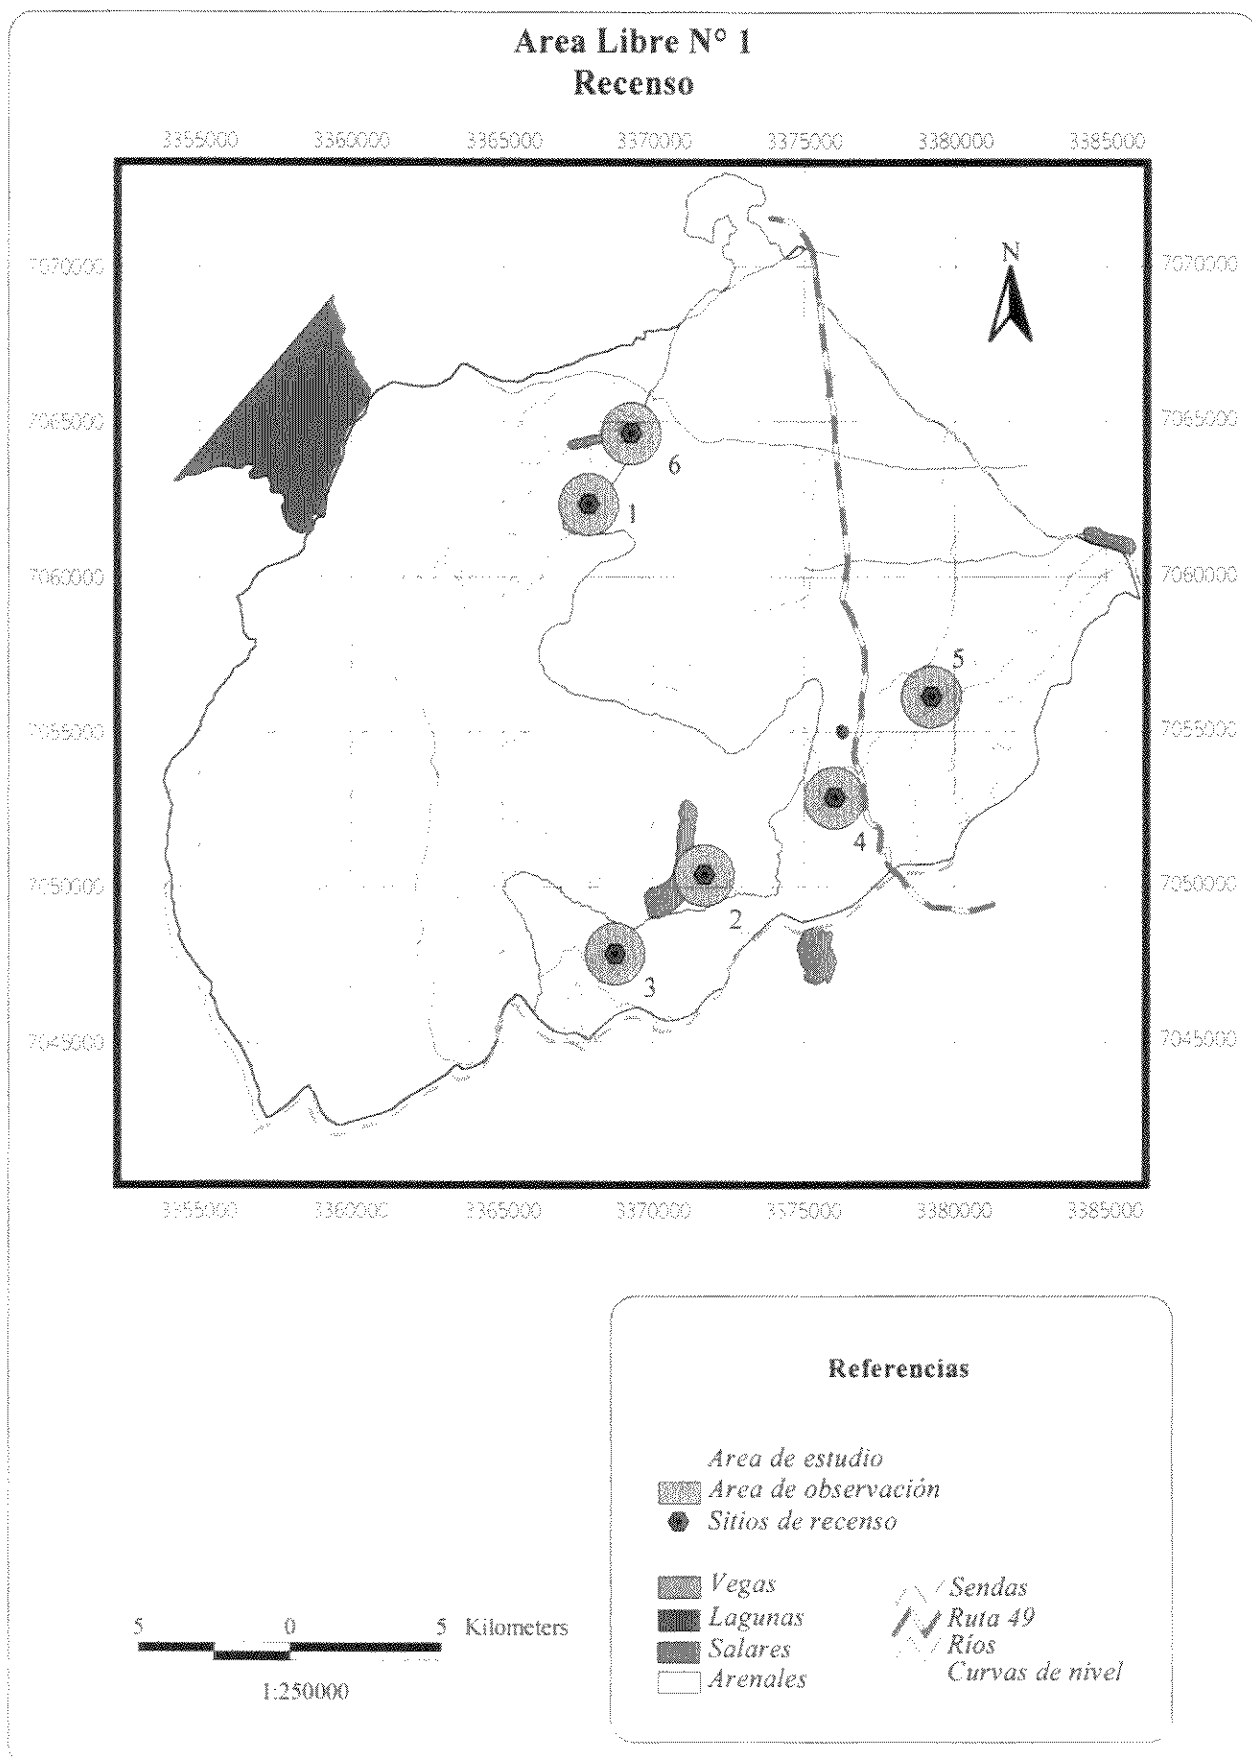 Area Libre N° 1
Recenso
3355000 3360000 3365000 3370000 3375000 3380000 3385000
N
7070000 7070000
7065000 7065000
6
1
7060000 7060000
5
7055000 7055000
4
7050000 7050000
2
3
7045000 7045000
3355000 3360000 3365000 3370000 3375000 3380000 3385000
Referencias
Area de estudio
Area de observación
Sitios de recenso
Vegas
Lagunas
Salares
Arenales
Sendas
Ruta 49
Ríos
Curvas de nivel
5 0 5 Kilometers
1:250000